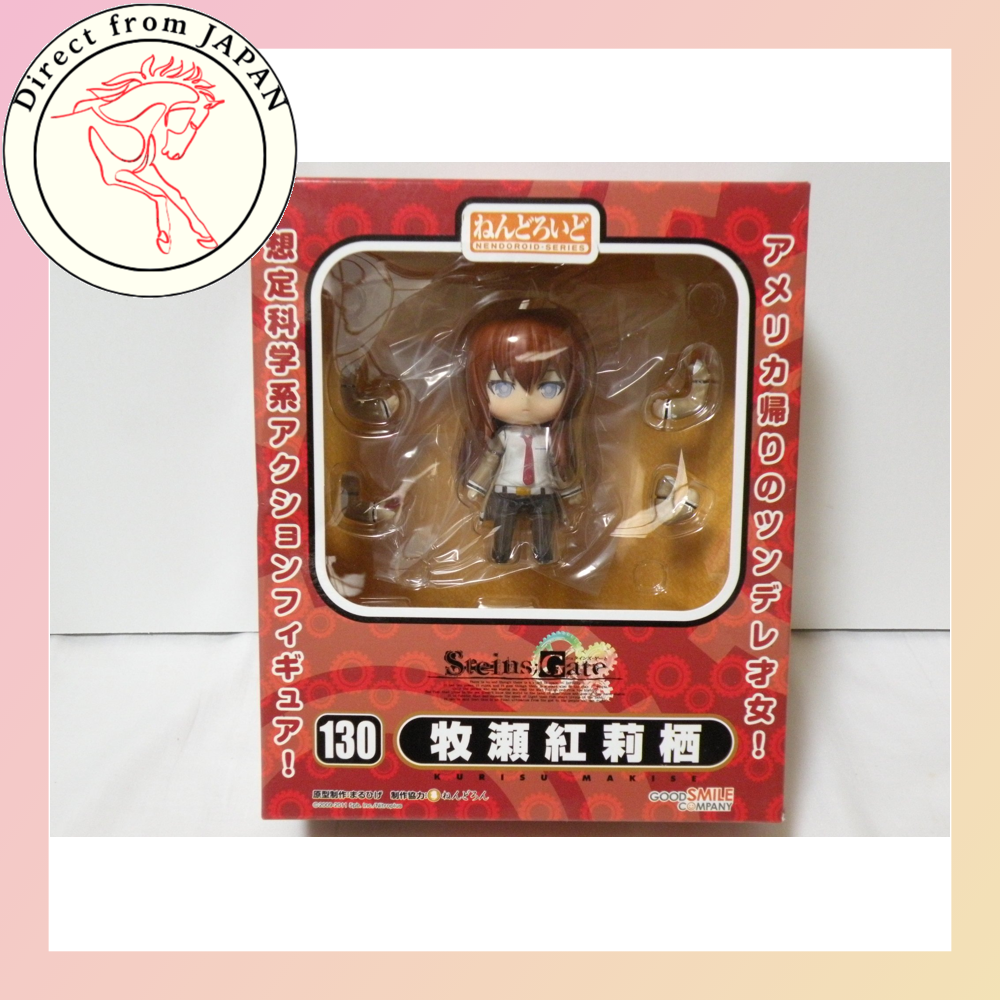 Direct from JAPAN
ねんどろいど
NENDOROID·SERIES
アメリカ帰りのツンデレ才女!
想定科学系アクションフィギュア!
Steins;Gate
130
牧瀬紅莉栖
KURISU MAKISE
原型制作:まるひげ 制作協力:ねんどろん
GOOD SMILE
COMPANY